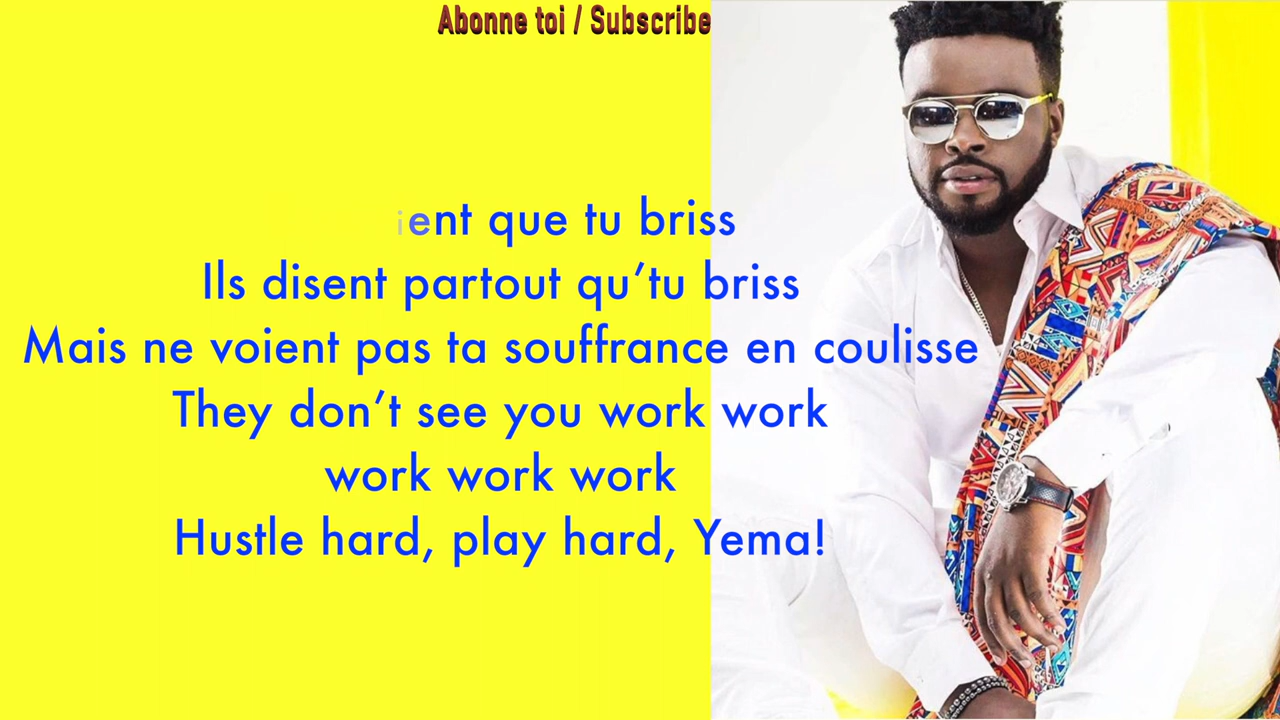 Abonne toi / Subscribe
ient que tu briss
Ils disent partout qu’tu briss
Mais ne voient pas ta souffrance en coulisse
They don’t see you work work
work work work
Hustle hard, play hard, Yema!